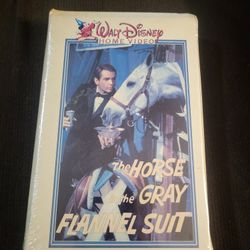 WALT DISNEY
HOME VIDEO
the HORSE
in the GRAY
FLANNEL SUIT